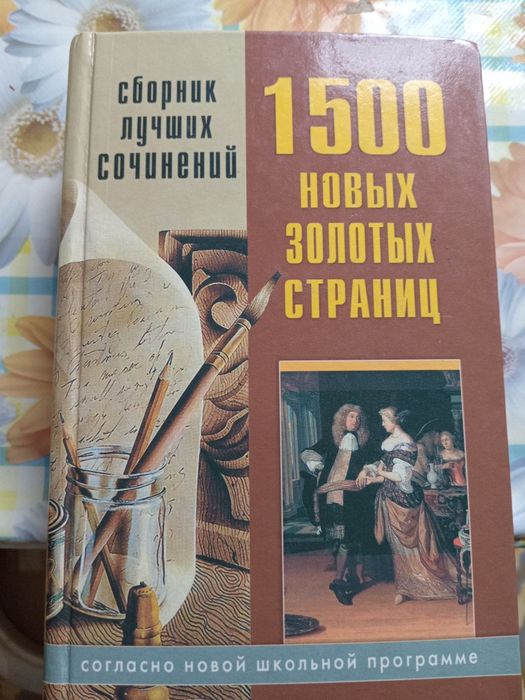 сборник
лучших
сочинений
1500
новых
золотых
страниц
согласно новой школьной программе